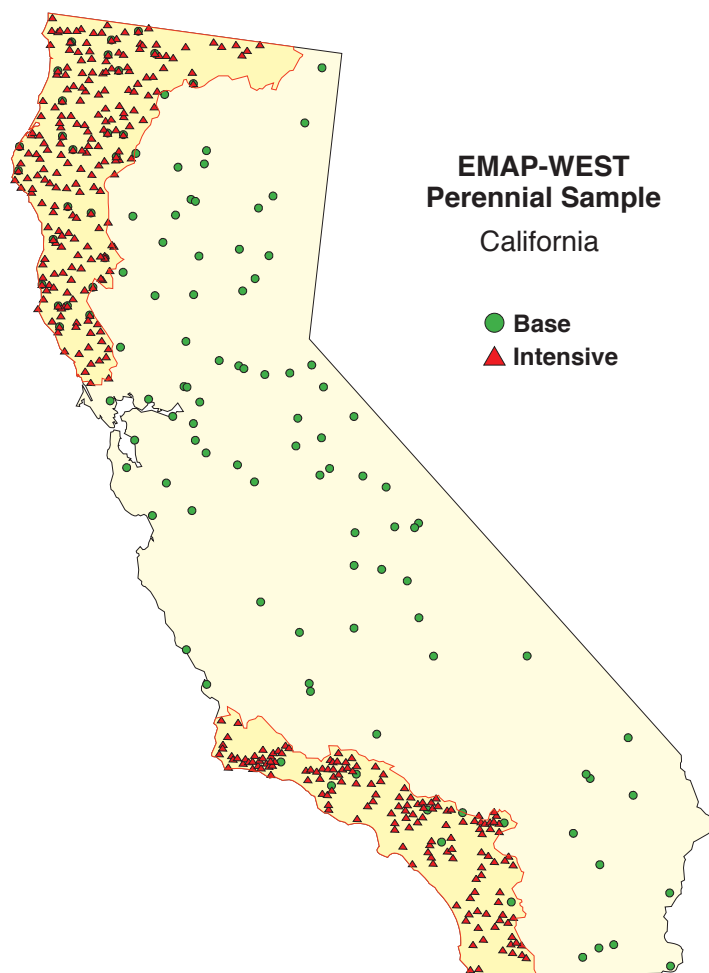 EMAP-WEST
Perennial Sample
California
Base
Intensive